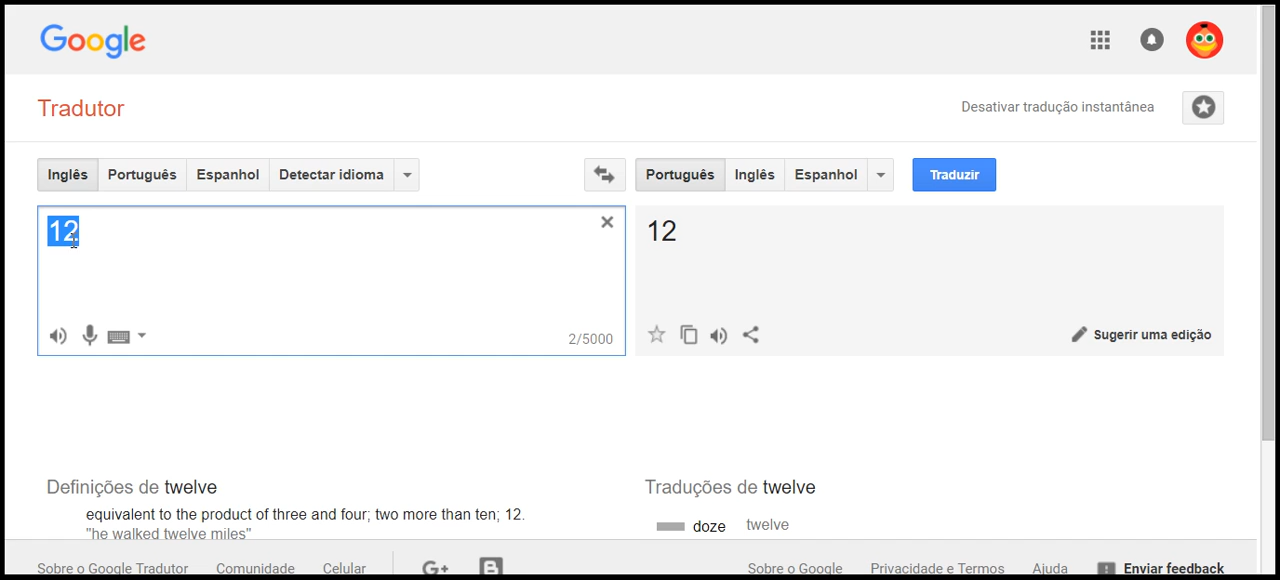 Google
Tradutor
Desativar tradução instantânea
Inglês Português Espanhol Detectar idioma
Português Inglês Espanhol Traduzir
12
12
2/5000
Sugerir uma edição
Definições de twelve
Traduções de twelve
equivalent to the product of three and four; two more than ten; 12.
"he walked twelve miles"
doze twelve
Sobre o Google Tradutor Comunidade Celular G+ B
Sobre o Google Privacidade e Termos Ajuda Enviar feedback